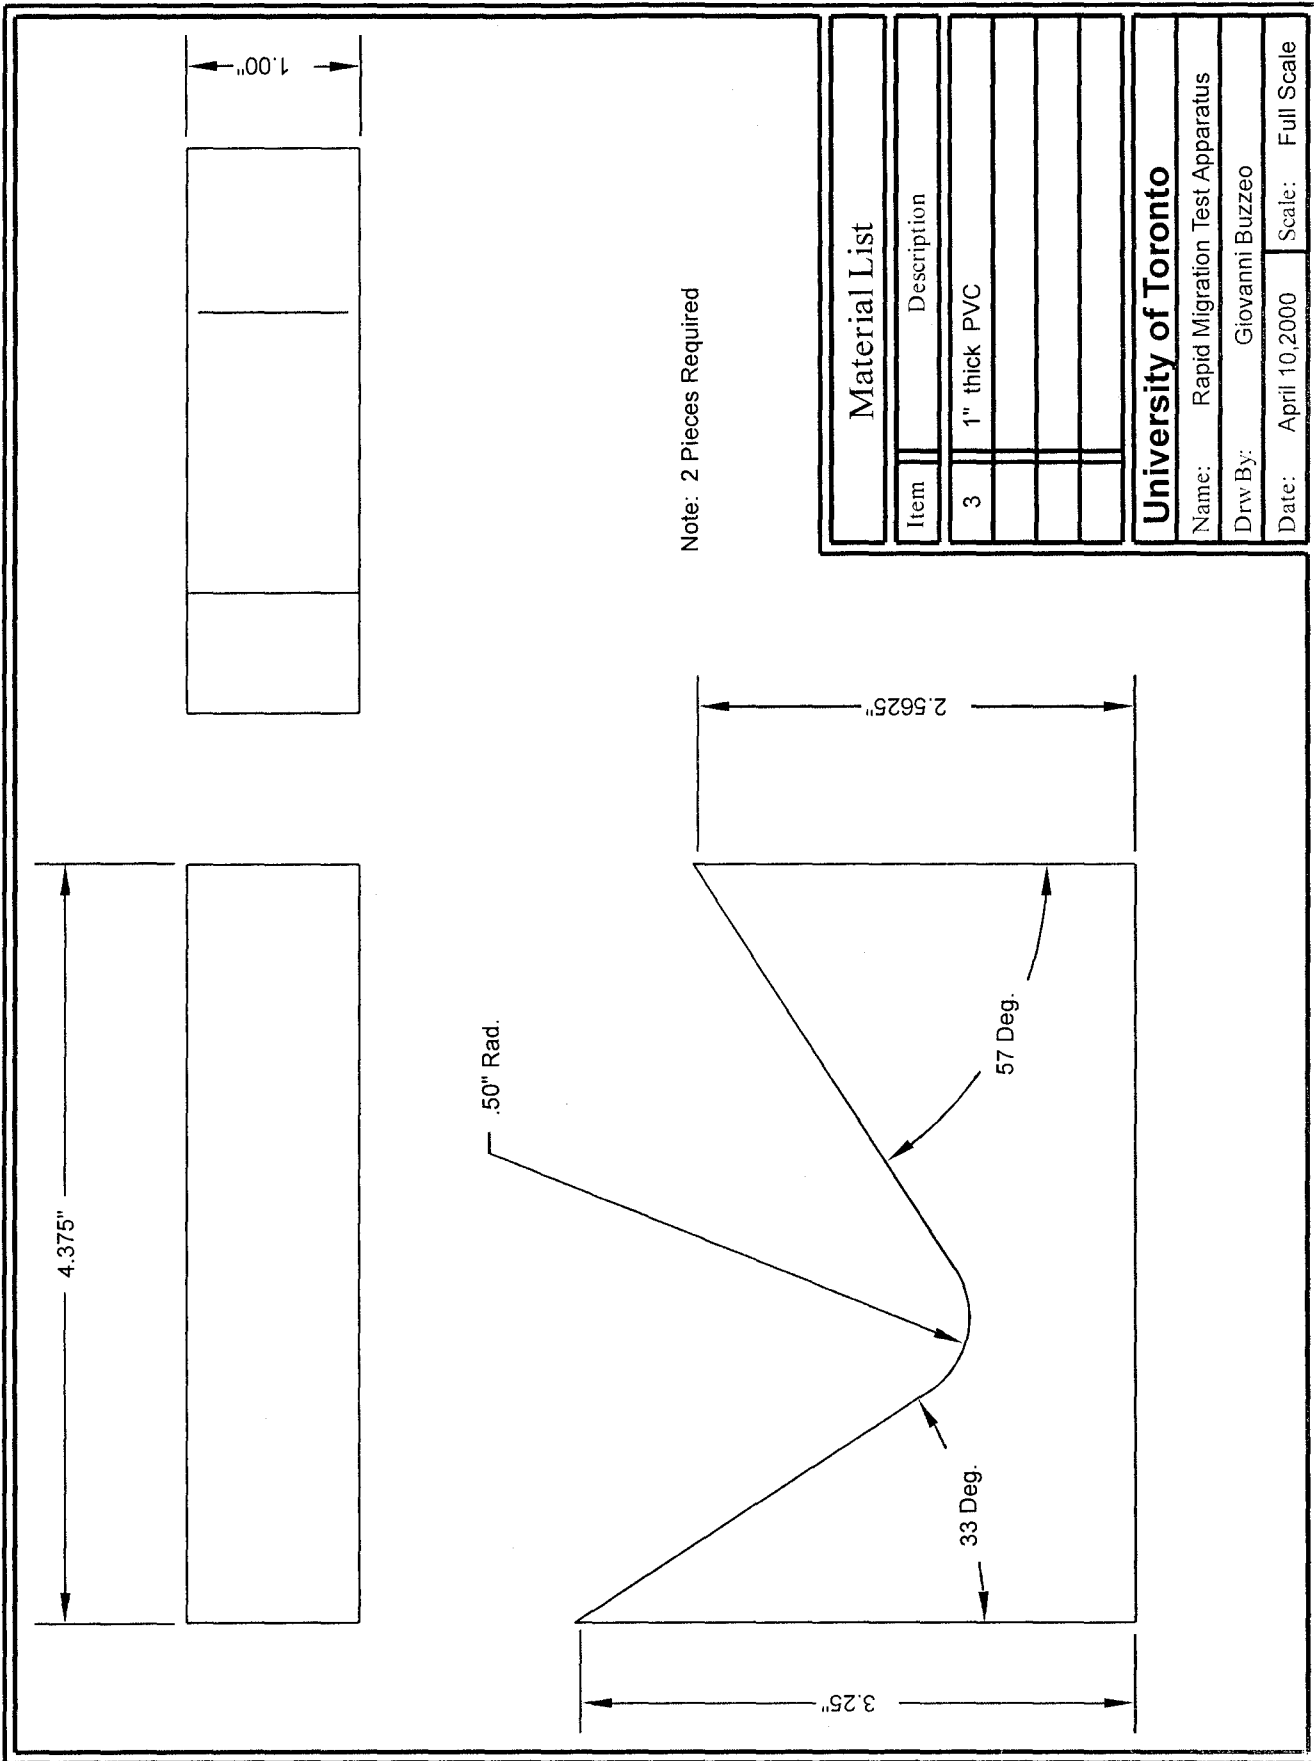 4.375"
1.00"
.50" Rad.
3.25"
33 Deg.
57 Deg.
2.5625"
Note: 2 Pieces Required
Material List
Item Description
3 1" thick PVC
University of Toronto
Name: Rapid Migration Test Apparatus
Drw By: Giovanni Buzzeo
Date: April 10,2000 Scale: Full Scale